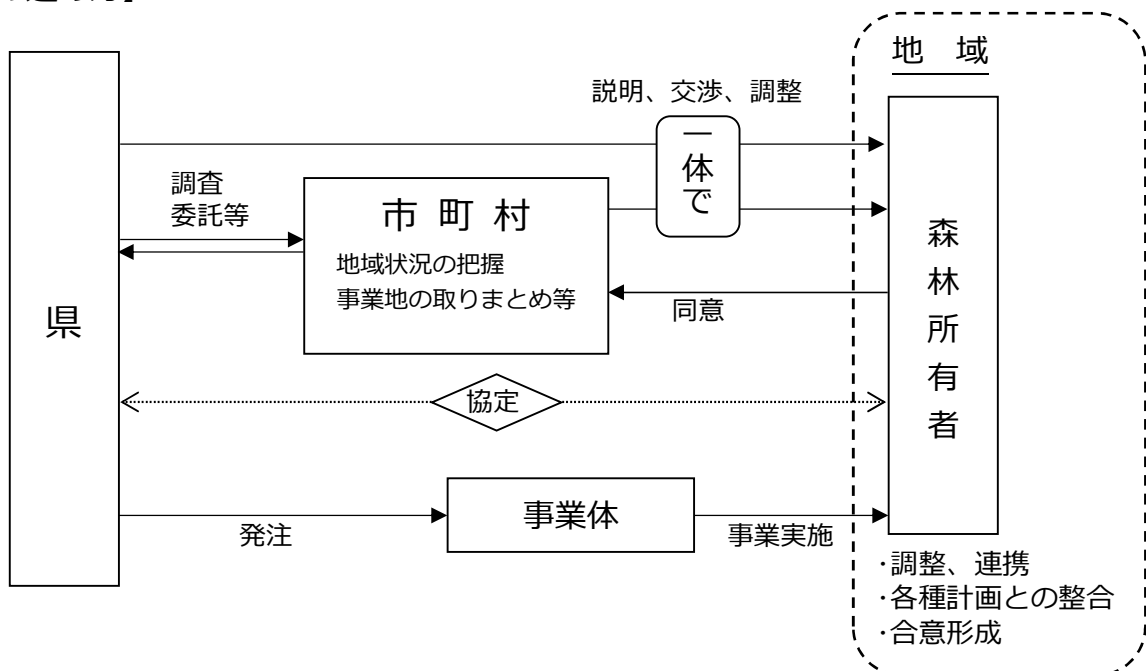 地　域
説明、交渉、調整
一体で
調査
委託等
市 町 村
地域状況の把握
事業地の取りまとめ等
県
森林所有者
同意
協定
事業体
発注
事業実施
・調整、連携
・各種計画との整合
・合意形成